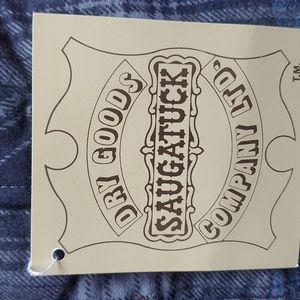 DRY GOODS
SAUGATUCK
COMPANY LTD.
TM.